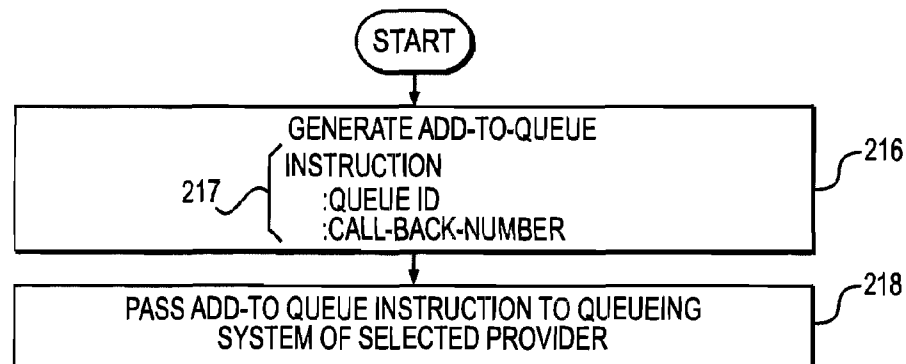 START
GENERATE ADD-TO-QUEUE
INSTRUCTION
:QUEUE ID
:CALL-BACK-NUMBER
217
216
PASS ADD-TO QUEUE INSTRUCTION TO QUEUEING
SYSTEM OF SELECTED PROVIDER
218